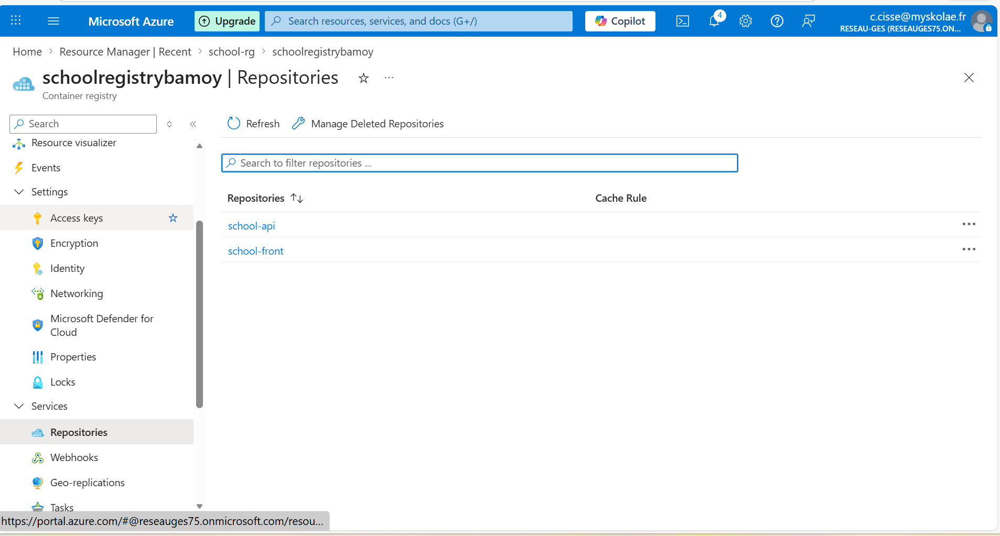 Microsoft Azure
Upgrade
Search resources, services, and docs (G+/)
Copilot
4
c.cisse@myskolae.fr
RESEAU-GES (RESEAUGES75.ON...
Home > Resource Manager | Recent > school-rg > schoolregistrybamoy
schoolregistrybamoy | Repositories
...
Container registry
Search
Refresh
Manage Deleted Repositories
Resource visualizer
Events
Settings
Access keys
Encryption
Identity
Networking
Microsoft Defender for
Cloud
Properties
Locks
Services
Repositories
Webhooks
Geo-replications
Tasks
Search to filter repositories ...
Repositories
Cache Rule
school-api
school-front
https://portal.azure.com/#@reseauges75.onmicrosoft.com/resou...